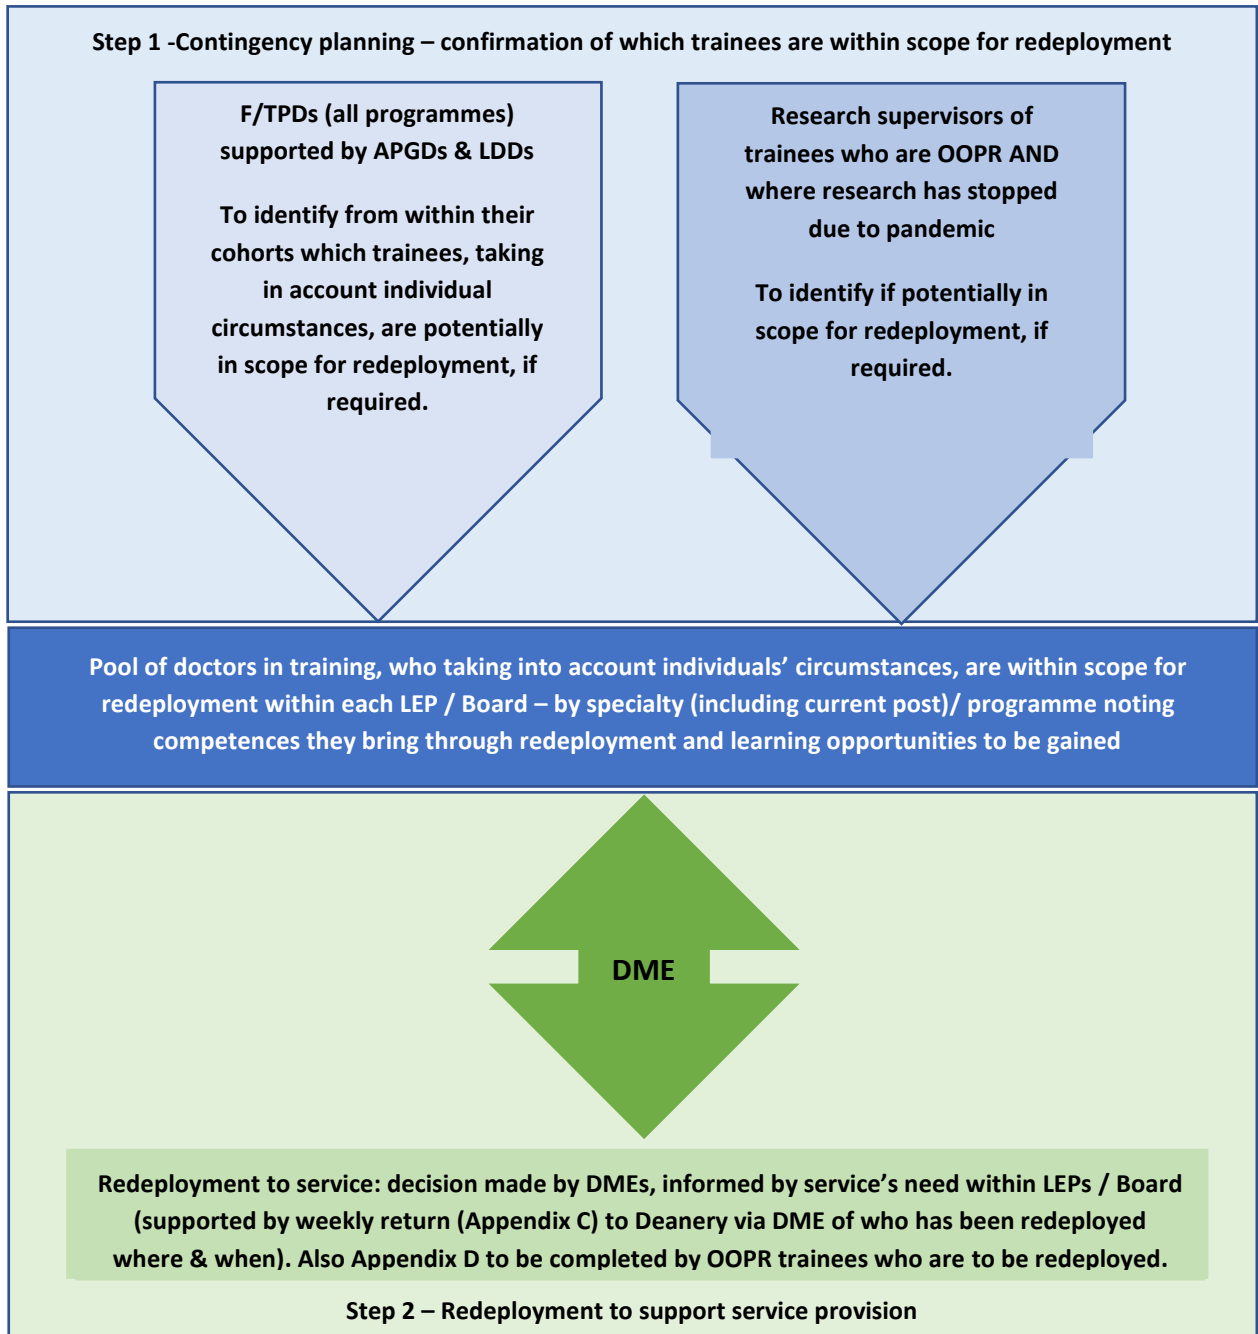 Step 1 -Contingency planning – confirmation of which trainees are within scope for redeployment
F/TPDs (all programmes)
supported by APGDs & LDDs
To identify from within their
cohorts which trainees, taking
in account individual
circumstances, are potentially
in scope for redeployment, if
required.
Research supervisors of
trainees who are OOPR AND
where research has stopped
due to pandemic
To identify if potentially in
scope for redeployment, if
required.
Pool of doctors in training, who taking into account individuals’ circumstances, are within scope for
redeployment within each LEP / Board – by specialty (including current post)/ programme noting
competences they bring through redeployment and learning opportunities to be gained
DME
Redeployment to service: decision made by DMEs, informed by service’s need within LEPs / Board
(supported by weekly return (Appendix C) to Deanery via DME of who has been redeployed
where & when). Also Appendix D to be completed by OOPR trainees who are to be redeployed.
Step 2 – Redeployment to support service provision